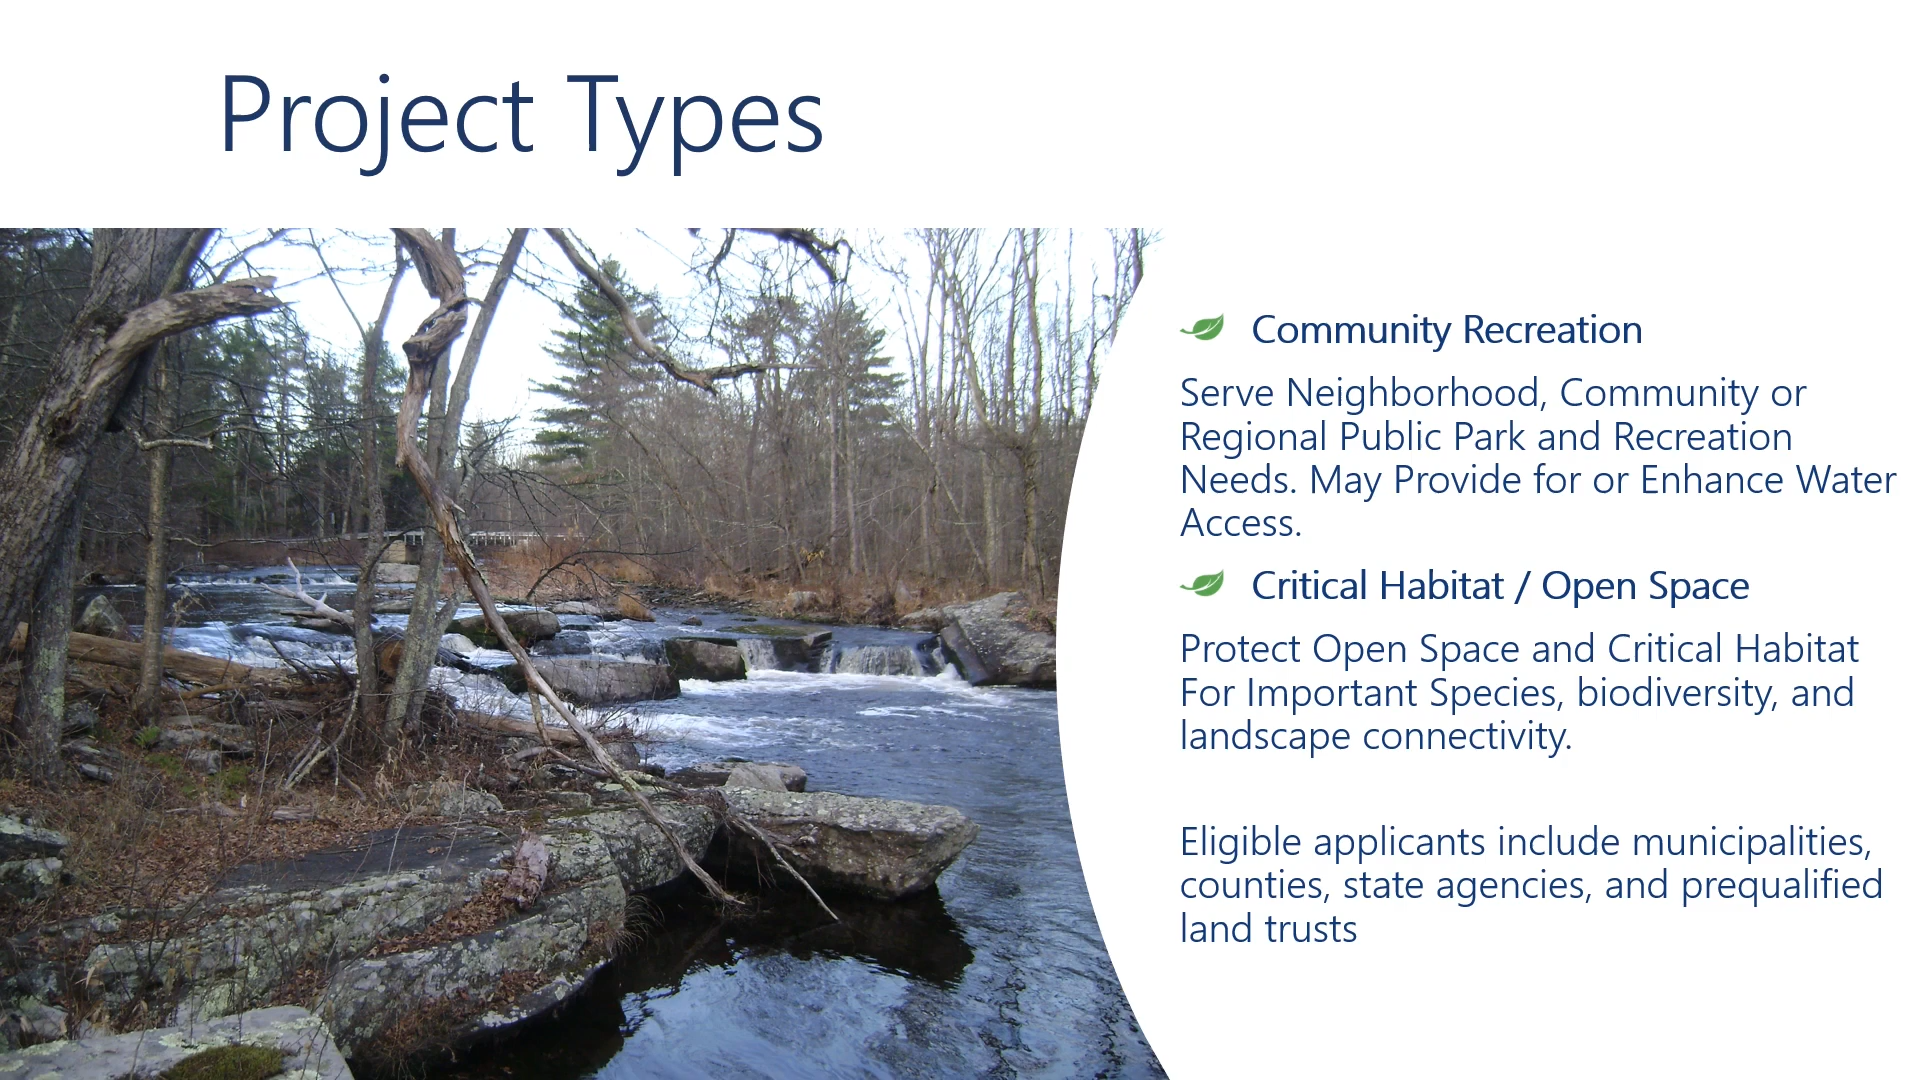 Project Types
Community Recreation
Serve Neighborhood, Community or
Regional Public Park and Recreation
Needs. May Provide for or Enhance Water
Access.
Critical Habitat / Open Space
Protect Open Space and Critical Habitat
For Important Species, biodiversity, and
landscape connectivity.
Eligible applicants include municipalities,
counties, state agencies, and prequalified
land trusts